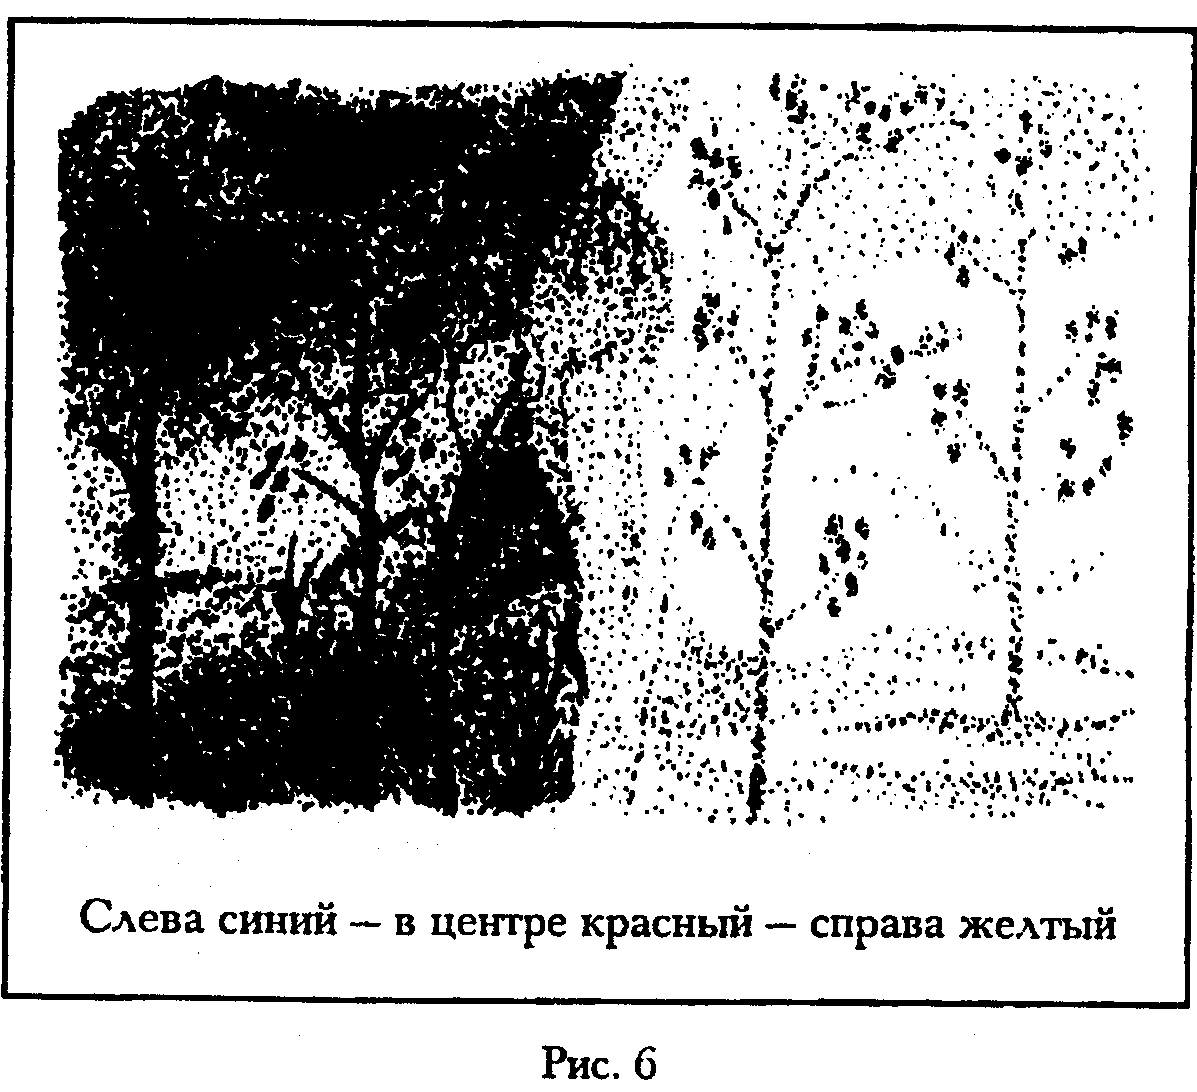 Слева синий – в центре красный – справа желтый
Рис. 6